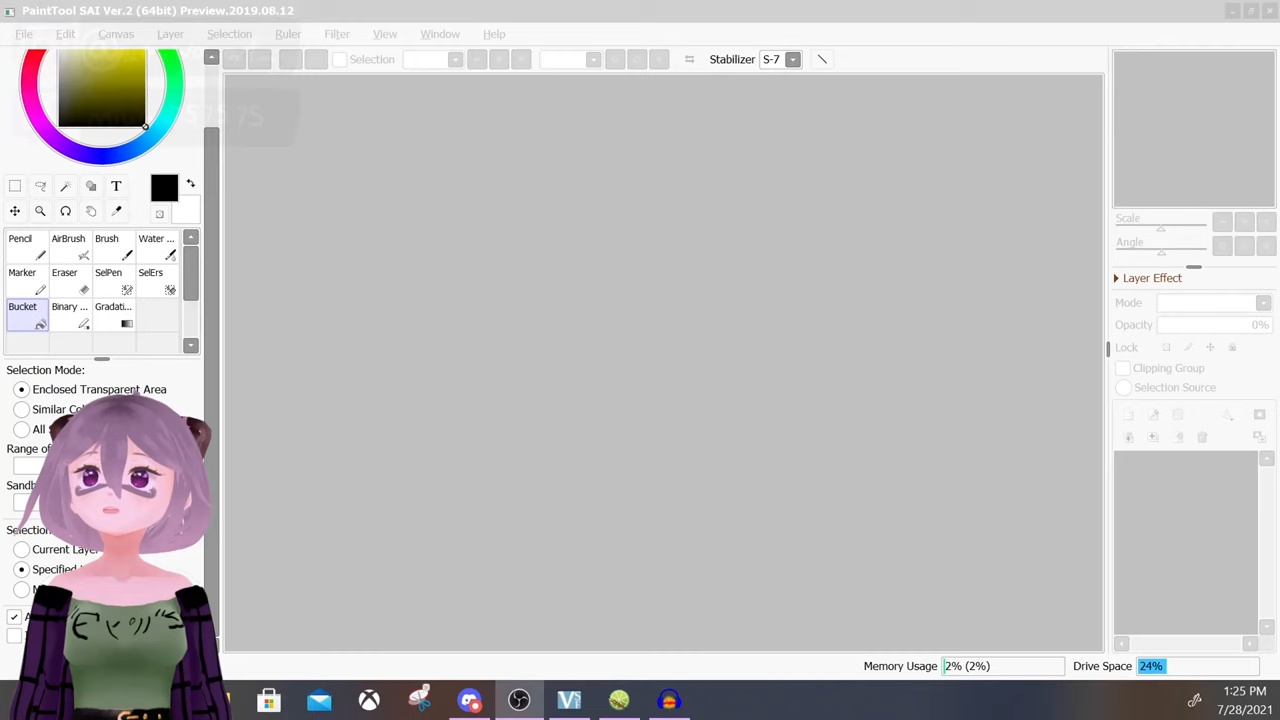 PaintTool SAI Ver.2 (64bit) Preview.2019.08.12
File Edit Canvas Layer Selection Ruler Filter View Window Help
Selection Stabilizer S-7
T
Pencil AirBrush Brush Water ...
Marker Eraser SelPen SelErs
Bucket Binary ... Gradati...
Selection Mode:
Enclosed Transparent Area
Similar Col
All
Range of
Sandb
Selection
Current Laye
Specified
Scale
Angle
Layer Effect
Mode
Opacity 0%
Lock
Clipping Group
Selection Source
Memory Usage 2% (2%) Drive Space 24%
1:25 PM
7/28/2021